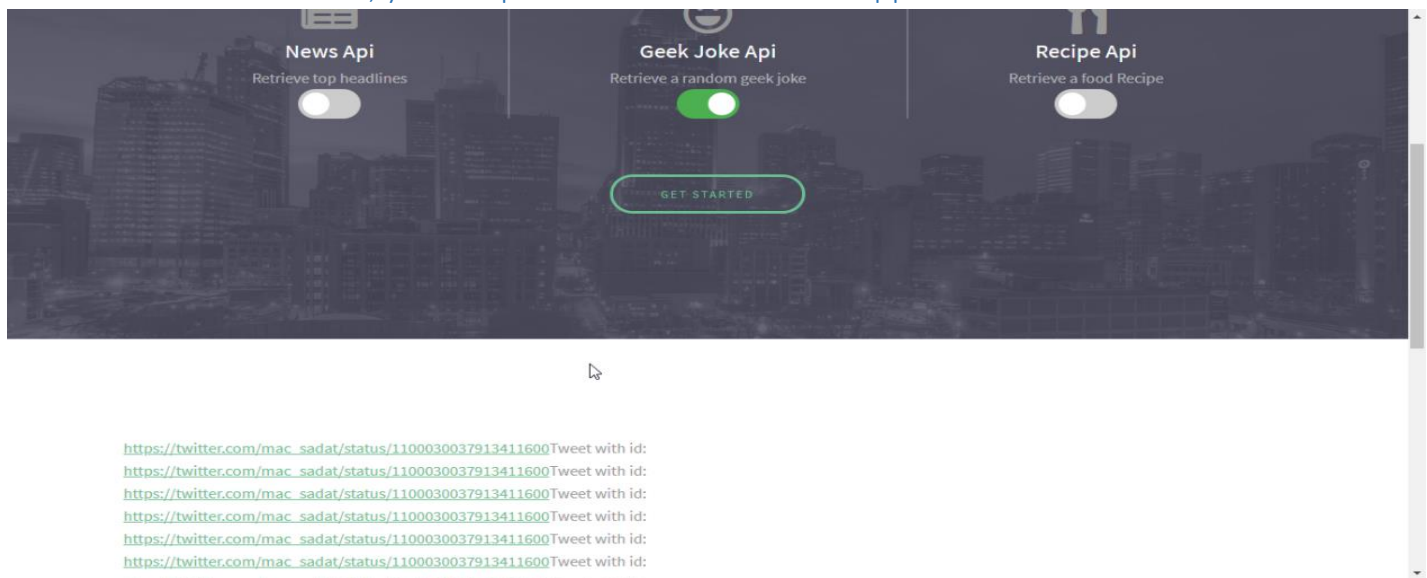 News Api
Retrieve top headlines
Geek Joke Api
Retrieve a random geek joke
Recipe Api
Retrieve a food Recipe
GET STARTED
https://twitter.com/mac_sadat/status/1100030037913411600Tweet with id:
https://twitter.com/mac_sadat/status/1100030037913411600Tweet with id:
https://twitter.com/mac_sadat/status/1100030037913411600Tweet with id:
https://twitter.com/mac_sadat/status/1100030037913411600Tweet with id:
https://twitter.com/mac_sadat/status/1100030037913411600Tweet with id:
https://twitter.com/mac_sadat/status/1100030037913411600Tweet with id: